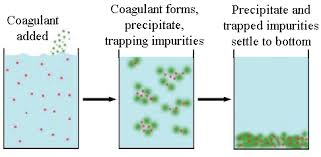 Coagulant
added
Coagulant forms,
precipitate,
trapping impurities
Precipitate and
trapped impurities
settle to bottom